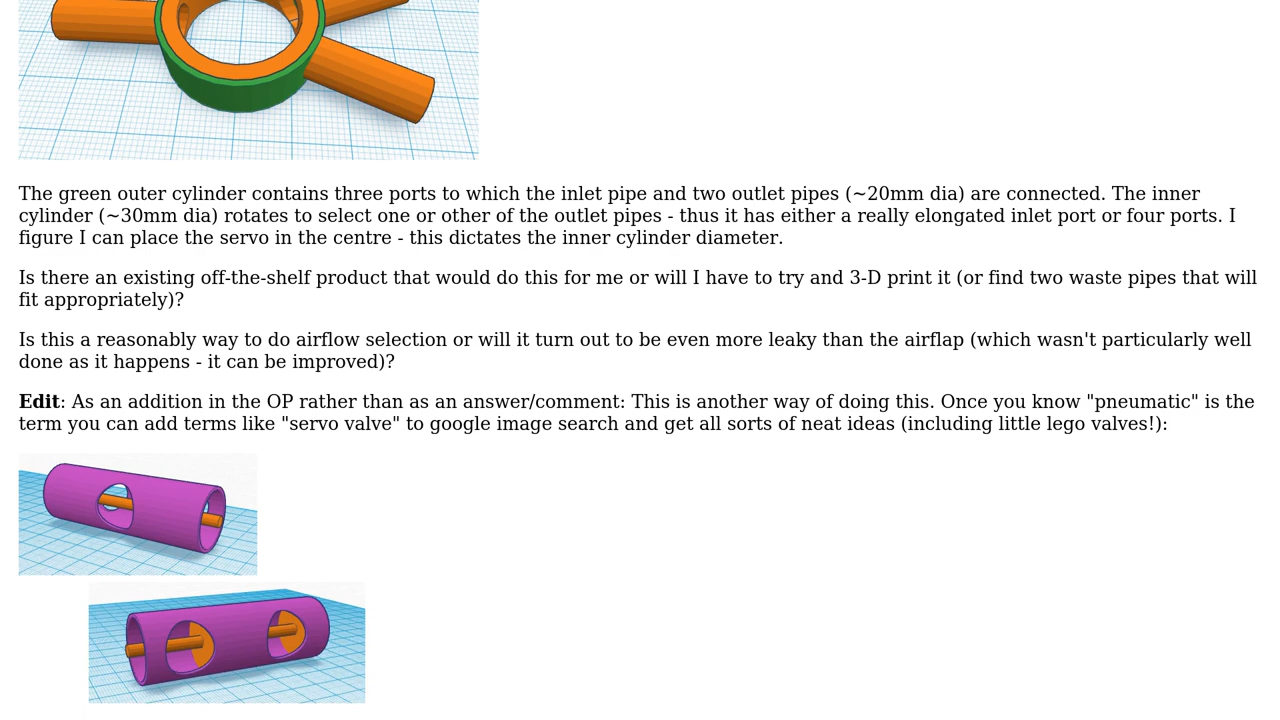 The green outer cylinder contains three ports to which the inlet pipe and two outlet pipes (~20mm dia) are connected. The inner
cylinder (~30mm dia) rotates to select one or other of the outlet pipes - thus it has either a really elongated inlet port or four ports. I
figure I can place the servo in the centre - this dictates the inner cylinder diameter.
Is there an existing off-the-shelf product that would do this for me or will I have to try and 3-D print it (or find two waste pipes that will
fit appropriately)?
Is this a reasonably way to do airflow selection or will it turn out to be even more leaky than the airflap (which wasn't particularly well
done as it happens - it can be improved)?
Edit: As an addition in the OP rather than as an answer/comment: This is another way of doing this. Once you know "pneumatic" is the
term you can add terms like "servo valve" to google image search and get all sorts of neat ideas (including little lego valves!):